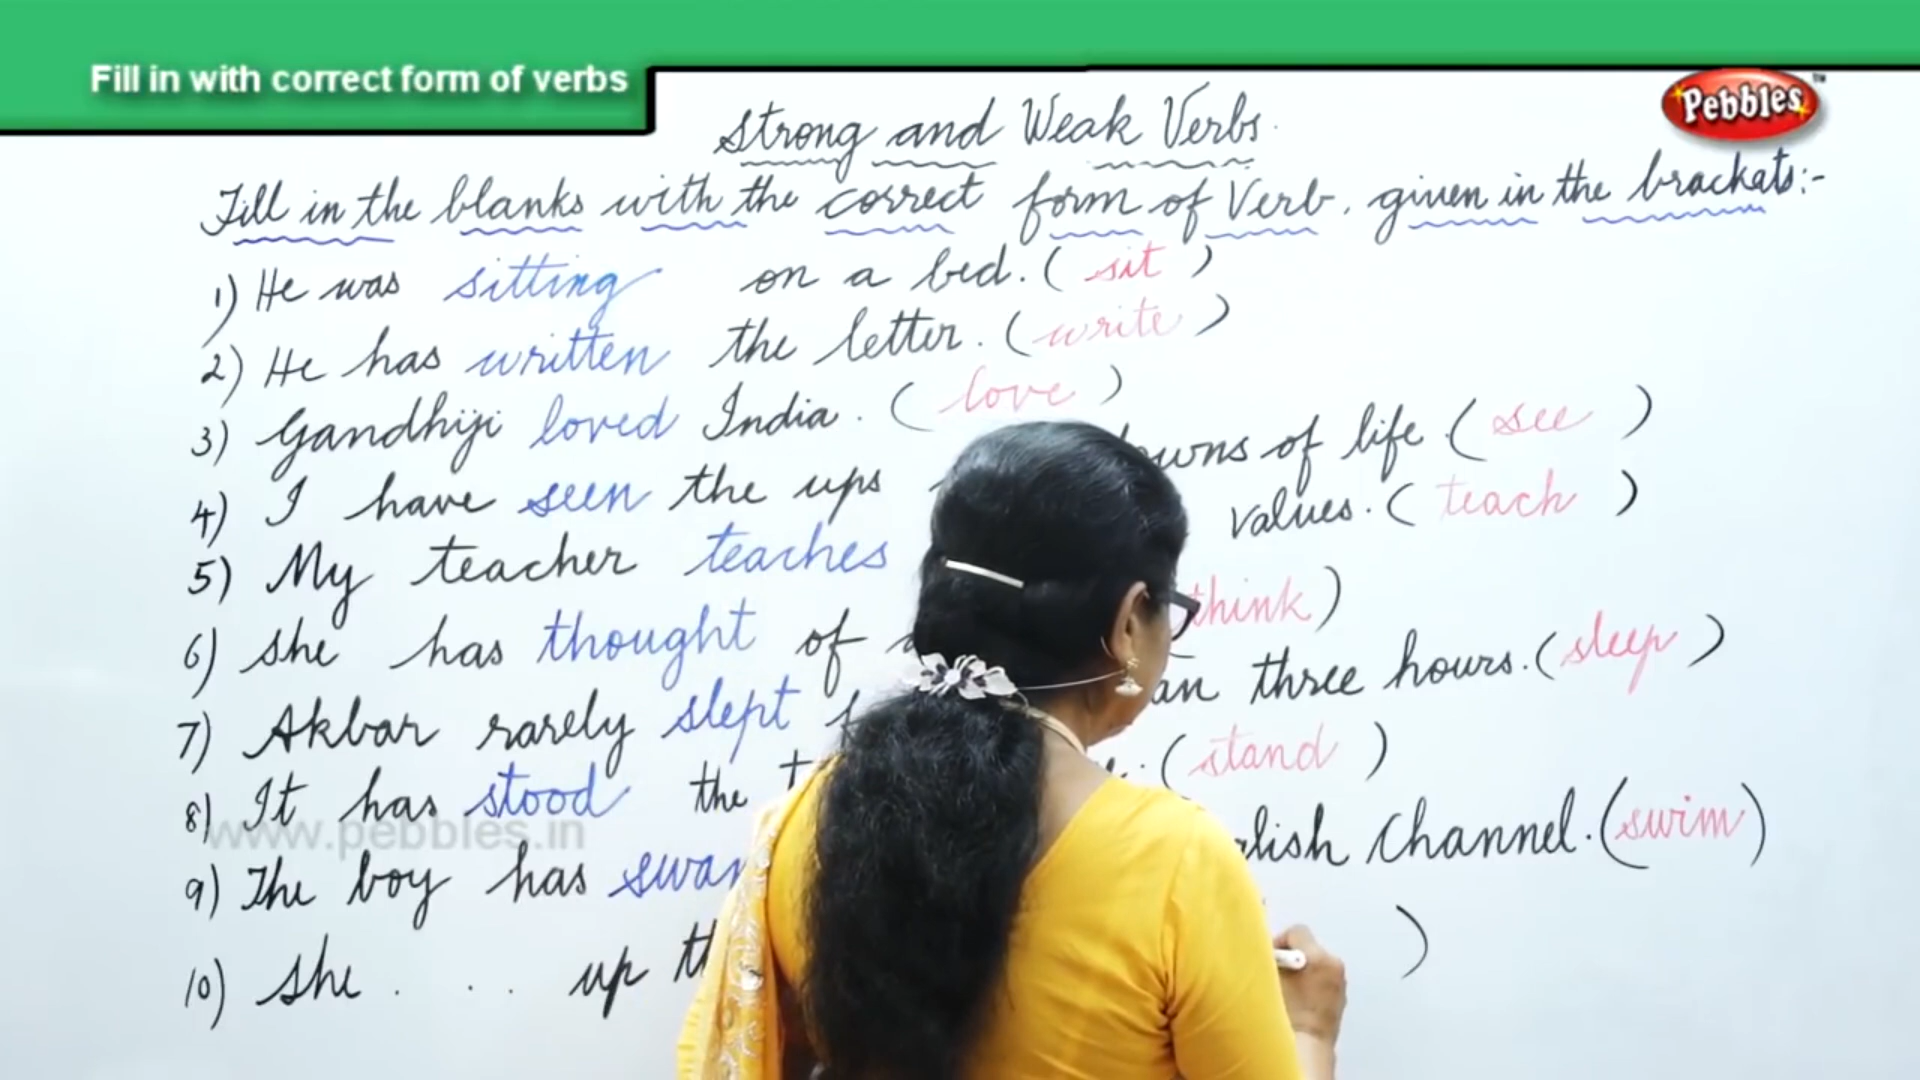 Fill in with correct form of verbs
Pebbles™
Strong and Weak Verbs.
Fill in the blanks with the correct form of Verb, given in the brackats:-
1) He was sitting on a bed. (sit)
2) He has written the letter. (write)
3) Gandhiji loved India. (love)
4) I have seen the ups owns of life. (see)
5) My teacher teaches values. (teach)
6) She has thought of think)
7) Akbar rarely slept an three hours. (sleep)
8) It has stood the (stand)
www.pebbles.in
9) The boy has swa lish Channel. (swim)
10) She . . . up th )